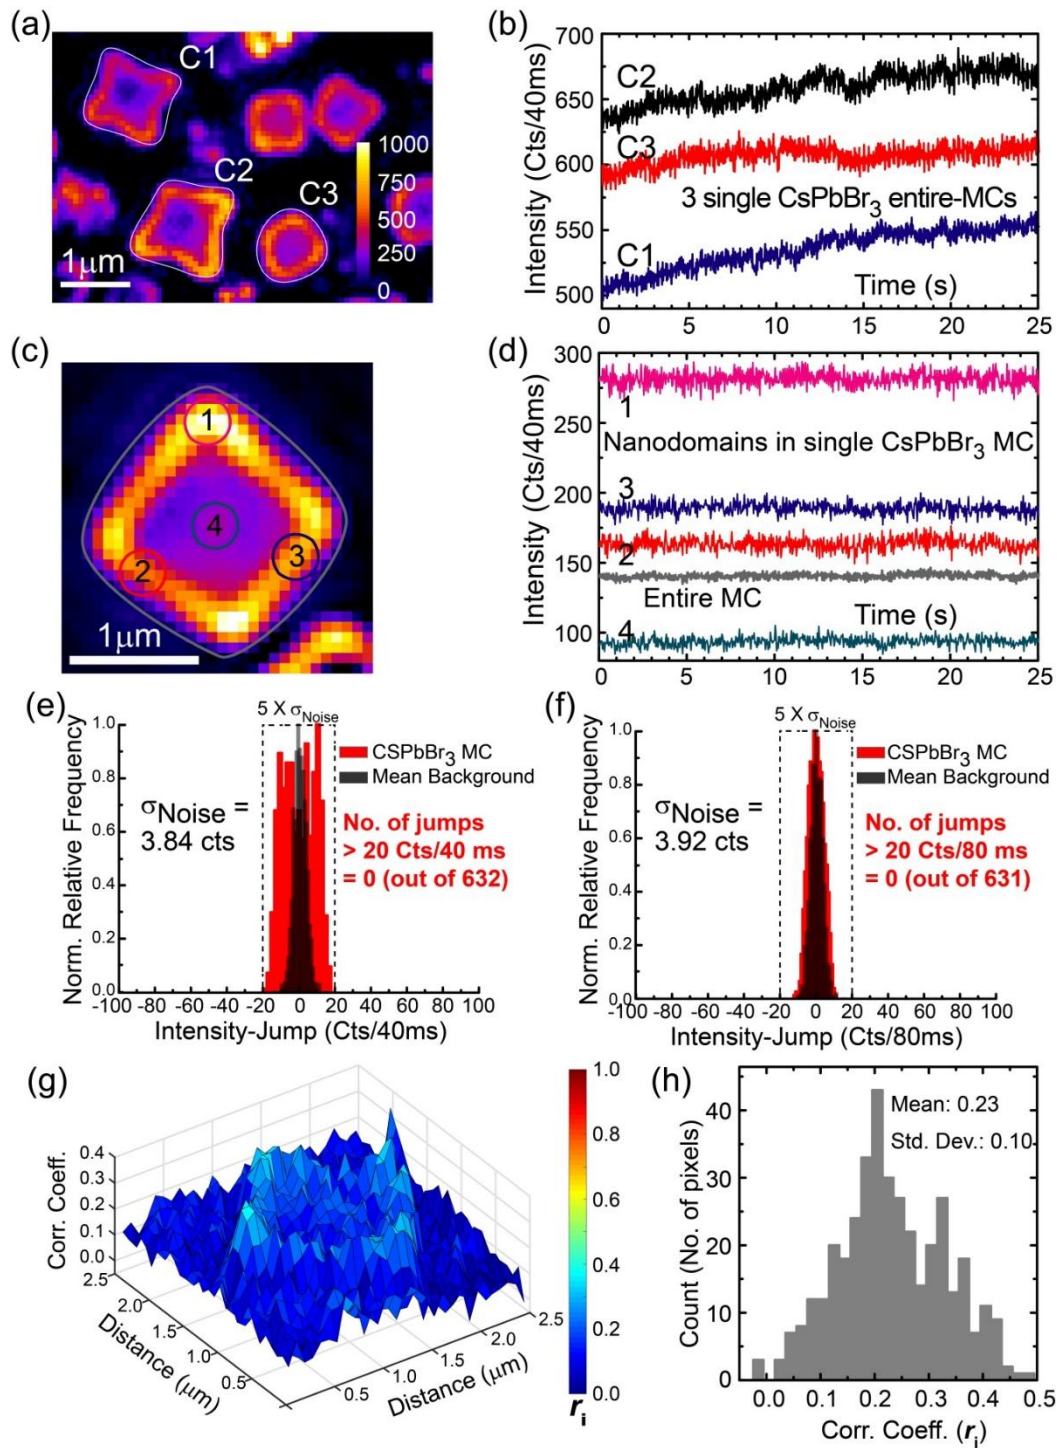 (a)
C1
C2
C3
1000
750
500
250
0
1μm
(b)
Intensity (Cts/40ms)
700
650
600
550
500
C2
C3
3 single CsPbBr3 entire-MCs
C1
Time (s)
0 5 10 15 20 25
(c)
1
4
2
3
1μm
(d)
Intensity (Cts/40ms)
300
250
200
150
100
1
Nanodomains in single CsPbBr3 MC
3
2
Entire MC
Time (s)
4
0 5 10 15 20 25
(e)
5 X σNoise
Norm. Relative Frequency
1.0
0.8
0.6
0.4
0.2
0.0
CSPbBr3 MC
Mean Background
σNoise =
3.84 cts
No. of jumps
> 20 Cts/40 ms
= 0 (out of 632)
-100 -80 -60 -40 -20 0 20 40 60 80 100
Intensity-Jump (Cts/40ms)
(f)
5 X σNoise
Norm. Relative Frequency
1.0
0.8
0.6
0.4
0.2
0.0
CSPbBr3 MC
Mean Background
σNoise =
3.92 cts
No. of jumps
> 20 Cts/80 ms
= 0 (out of 631)
-100 -80 -60 -40 -20 0 20 40 60 80 100
Intensity-Jump (Cts/80ms)
(g)
Corr. Coeff.
0.4
0.3
0.2
0.1
0.0
2.5
2.0
1.5
1.0
0.5
Distance (μm)
0.5
1.0
1.5
2.0
2.5
Distance (μm)
1.0
0.8
0.6
0.4
0.2
0.0
ri
(h)
Count (No. of pixels)
40
30
20
10
0
Mean: 0.23
Std. Dev.: 0.10
0.0 0.1 0.2 0.3 0.4 0.5
Corr. Coeff. (ri)